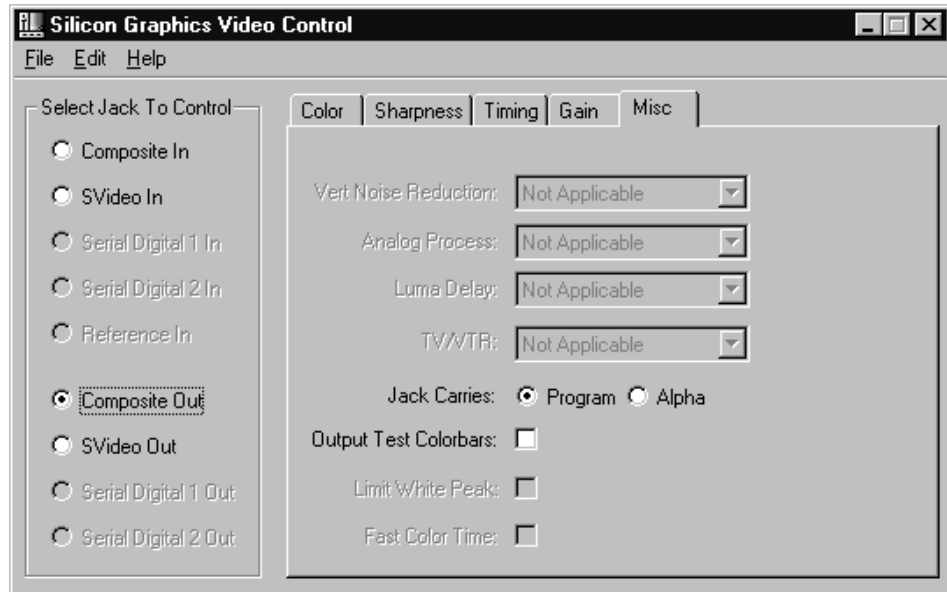 Silicon Graphics Video Control
File Edit Help
Select Jack To Control
Composite In
SVideo In
Serial Digital 1 In
Serial Digital 2 In
Reference In
Composite Out
SVideo Out
Serial Digital 1 Out
Serial Digital 2 Out
Color Sharpness Timing Gain Misc
Vert Noise Reduction: Not Applicable
Analog Process: Not Applicable
Luma Delay: Not Applicable
TV/VTR: Not Applicable
Jack Carries: Program Alpha
Output Test Colorbars:
Limit White Peak:
Fast Color Time: